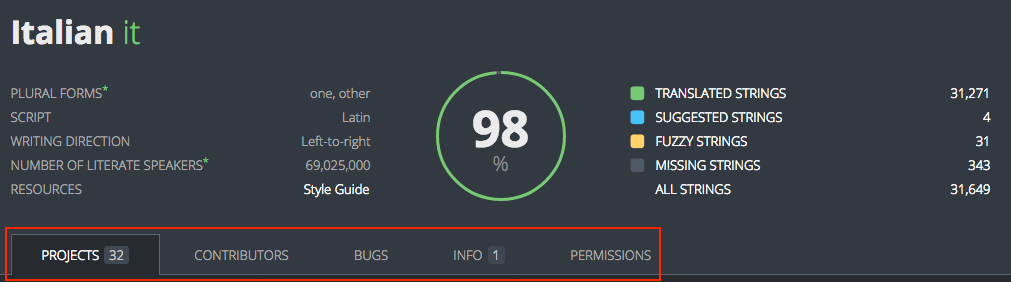 Italian it
PLURAL FORMS* one, other
SCRIPT Latin
WRITING DIRECTION Left-to-right
NUMBER OF LITERATE SPEAKERS* 69,025,000
RESOURCES Style Guide
98
%
TRANSLATED STRINGS 31,271
SUGGESTED STRINGS 4
FUZZY STRINGS 31
MISSING STRINGS 343
ALL STRINGS 31,649
PROJECTS 32 CONTRIBUTORS BUGS INFO 1 PERMISSIONS